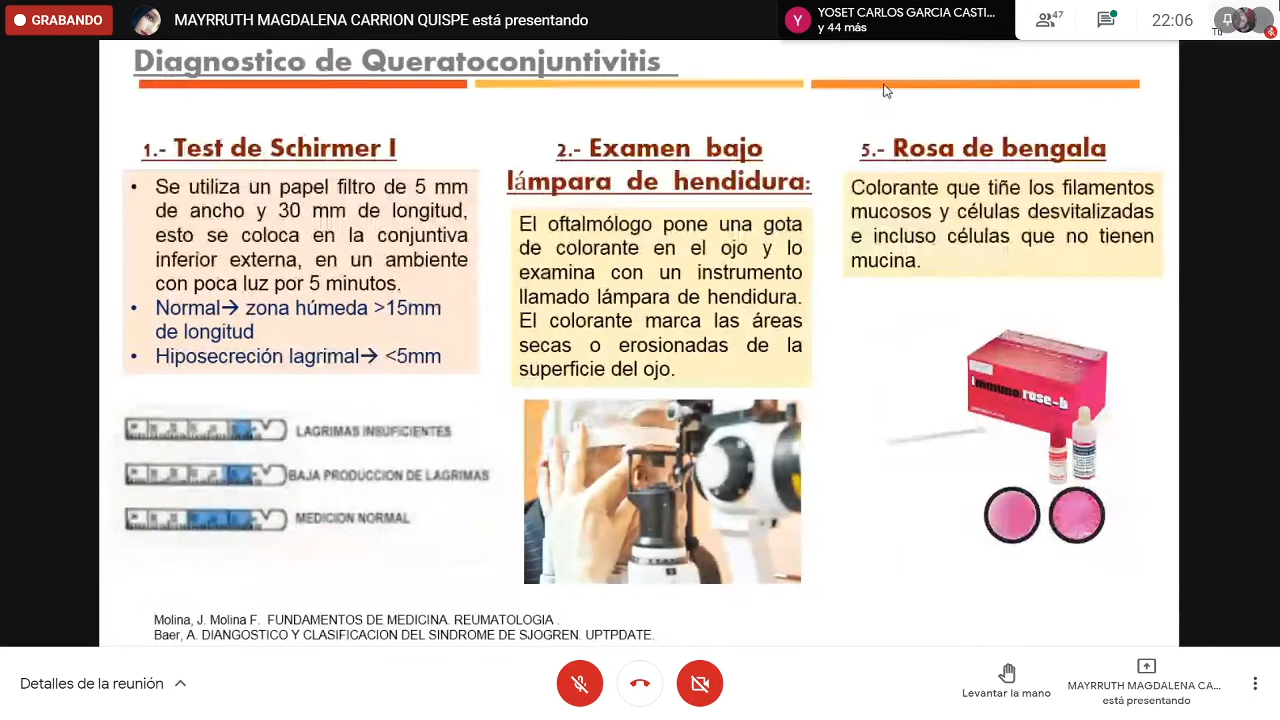 GRABANDO
MAYRRUTH MAGDALENA CARRION QUISPE está presentando
Y
YOSET CARLOS GARCIA CASTI...
y 44 más
47
22:06
Tú
Diagnostico de Queratoconjuntivitis
1.- Test de Schirmer I
• Se utiliza un papel filtro de 5 mm
de ancho y 30 mm de longitud,
esto se coloca en la conjuntiva
inferior externa, en un ambiente
con poca luz por 5 minutos.
• Normal→ zona húmeda >15mm
de longitud
• Hiposecreción lagrimal→ <5mm
LAGRIMAS INSUFICIENTES
BAJA PRODUCCION DE LAGRIMAS
MEDICION NORMAL
2.- Examen bajo
lámpara de hendidura:
El oftalmólogo pone una gota
de colorante en el ojo y lo
examina con un instrumento
llamado lámpara de hendidura.
El colorante marca las áreas
secas o erosionadas de la
superficie del ojo.
5.- Rosa de bengala
Colorante que tiñe los filamentos
mucosos y células desvitalizadas
e incluso células que no tienen
mucina.
immuno rose-b
Molina, J. Molina F. FUNDAMENTOS DE MEDICINA. REUMATOLOGIA .
Baer, A. DIANGOSTICO Y CLASIFICACION DEL SINDROME DE SJOGREN. UPTPDATE.
Detalles de la reunión
Levantar la mano
MAYRRUTH MAGDALENA CA...
está presentando